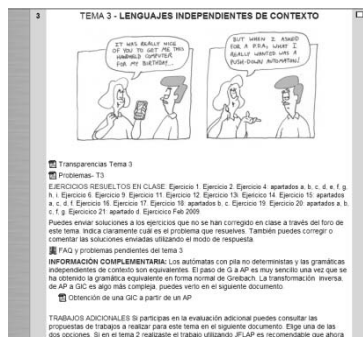 3
TEMA 3 - LENGUAJES INDEPENDIENTES DE CONTEXTO
IT WAS REALLY NICE
OF YOU TO GET ME THIS
HANDHELD COMPUTER
FOR MY BIRTHDAY...
BUT WHEN I ASKED
FOR A PDA, WHAT I
REALLY WANTED WAS A
PUSH-DOWN AUTOMATON!
Transparencias Tema 3
Problemas- T3
EJERCICIOS RESUELTOS EN CLASE: Ejercicio 1. Ejercicio 2. Ejercicio 4: apartados a, b, c, d, e, f, g,
h, i. Ejercicio 6. Ejercicio 9. Ejercicio 11. Ejercicio 12. Ejercicio 13i. Ejercicio 14. Ejercicio 15: apartados
a, c, d, f. Ejercicio 16. Ejercicio 17. Ejercicio 18: apartados b, c. Ejercicio 19. Ejercicio 20: apartados a, b,
c, f, g. Ejercicico 21: apartado d. Ejercicio Feb 2009
Puedes enviar soluciones a los ejercicios que no se han corregido en clase a través del foro de
este tema. Indica claramente cuál es el problema que resuelves. También puedes corregir o
comentar las soluciones enviadas utilizando el modo de respuesta.
FAQ y problemas pendientes del tema 3
INFORMACIÓN COMPLEMENTARIA: Los autómatas con pila no deterministas y las gramáticas
independientes de contexto son equivalentes. El paso de G a AP es muy sencillo una vez que se
ha obtenido la gramática equivalente en forma normal de Greibach. La transformación inversa,
de AP a GIC es algo más compleja, puedes verlo en el siguiente documento.
Obtención de una GIC a partir de un AP
TRABAJOS ADICIONALES Si participas en la evaluación adicional puedes consultar las
propuestas de trabajos a realizar para este tema en el siguiente documento. Elige una de las
dos opciones. Si en el tema 2 realizaste el trabajo utilizando JFLAP es recomendable que ahora